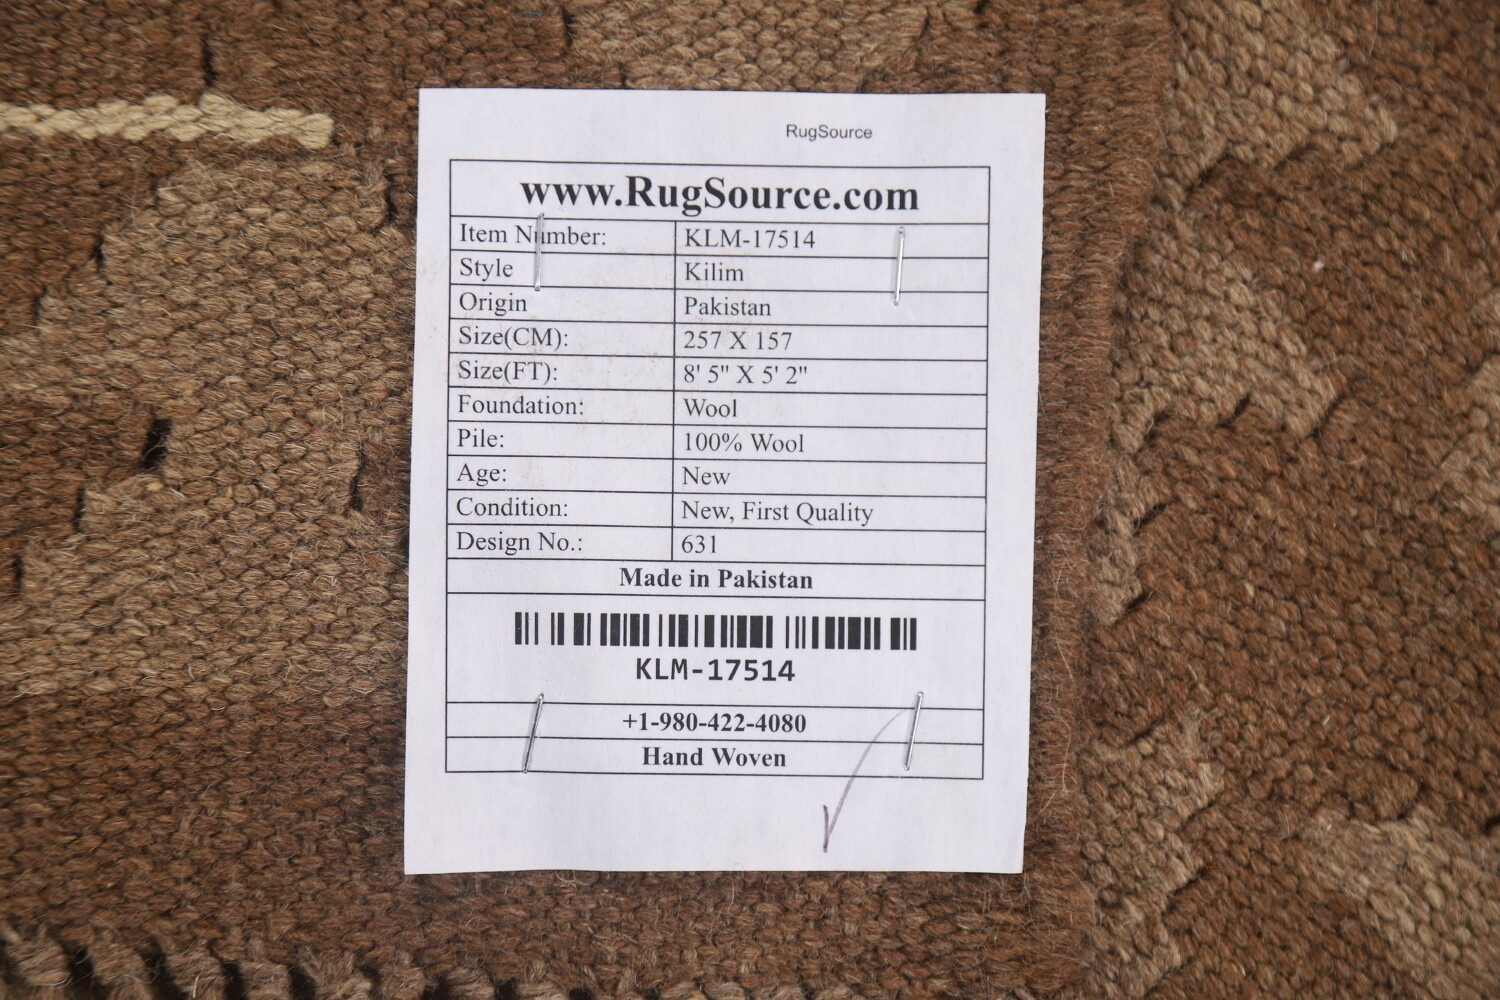 RugSource
www.RugSource.com
Item Number: KLM-17514
Style Kilim
Origin Pakistan
Size(CM): 257 X 157
Size(FT): 8' 5" X 5' 2"
Foundation: Wool
Pile: 100% Wool
Age: New
Condition: New, First Quality
Design No.: 631
Made in Pakistan
KLM-17514
+1-980-422-4080
Hand Woven